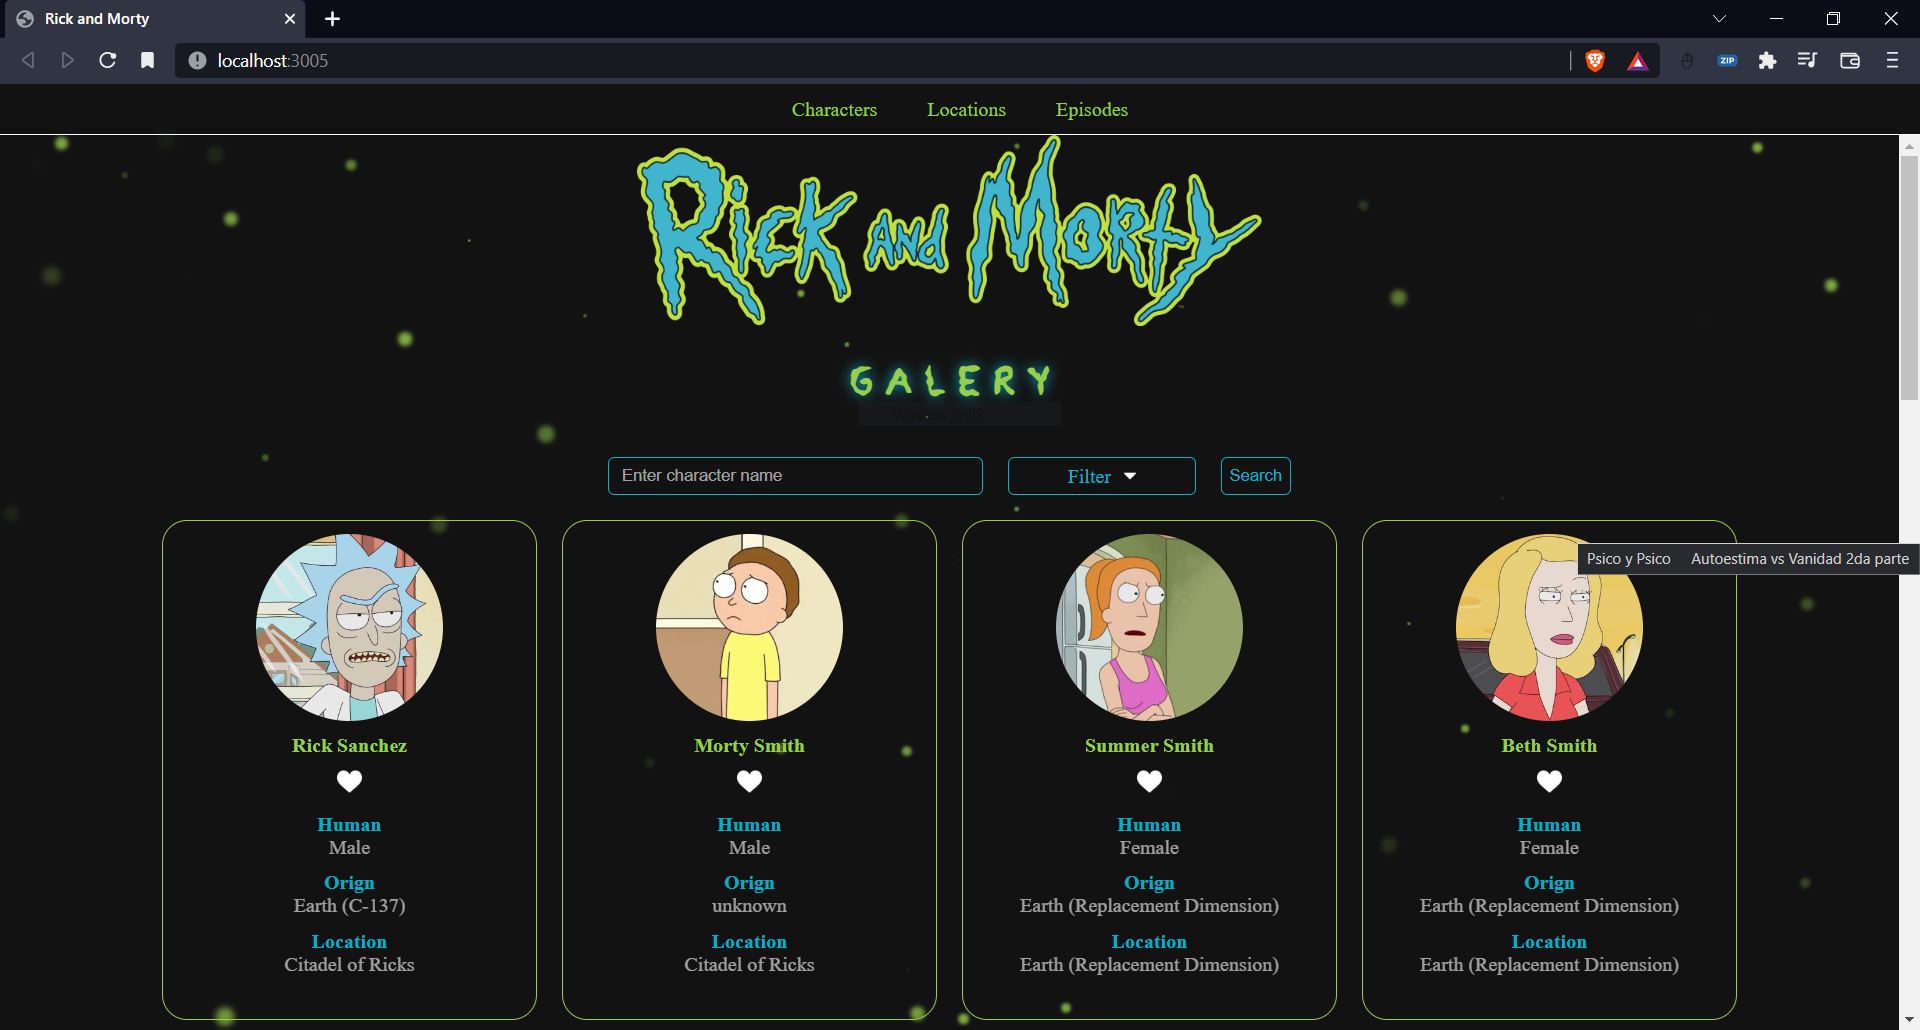 Rick and Morty
localhost:3005
ZIP
Characters Locations Episodes
Rick and Morty
GALERY
Window Snip
Enter character name Filter Search
Psico y Psico Autoestima vs Vanidad 2da parte
Rick Sanchez
Human
Male
Orign
Earth (C-137)
Location
Citadel of Ricks
Morty Smith
Human
Male
Orign
unknown
Location
Citadel of Ricks
Summer Smith
Human
Female
Orign
Earth (Replacement Dimension)
Location
Earth (Replacement Dimension)
Beth Smith
Human
Female
Orign
Earth (Replacement Dimension)
Location
Earth (Replacement Dimension)